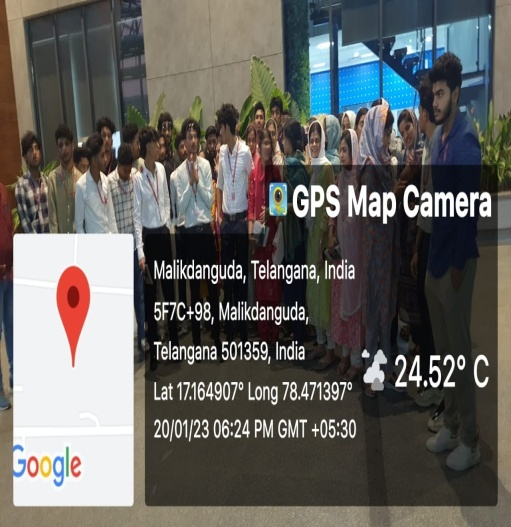 GPS Map Camera
Malikdanguda, Telangana, India
5F7C+98, Malikdanguda,
Telangana 501359, India
Lat 17.164907° Long 78.471397°
20/01/23 06:24 PM GMT +05:30
24.52° C
Google